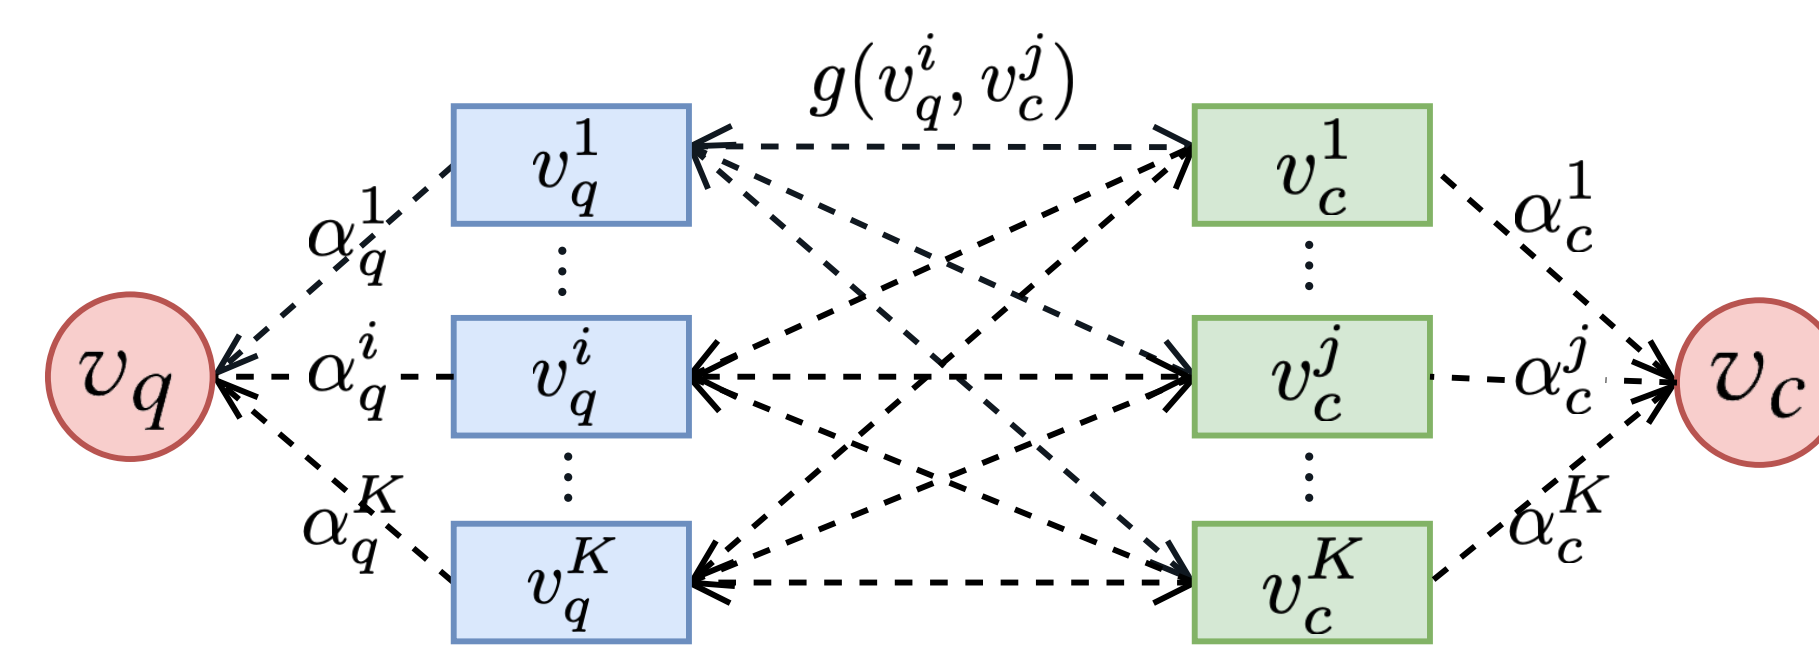 g(v_q^i, v_c^j)
v_q^1
v_c^1
α_q^1
α_c^1
v_q
α_q^i
v_q^i
v_c^j
α_c^j
v_c
α_q^K
α_c^K
v_q^K
v_c^K